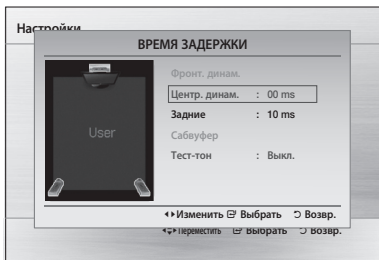 Настройки
ВРЕМЯ ЗАДЕРЖКИ
Фронт. динам.
Центр. динам. : 00 ms
Задние : 10 ms
User
Сабвуфер
Тест-тон : Выкл.
Изменить Выбрать Возвр.
Переместить Выбрать Возвр.